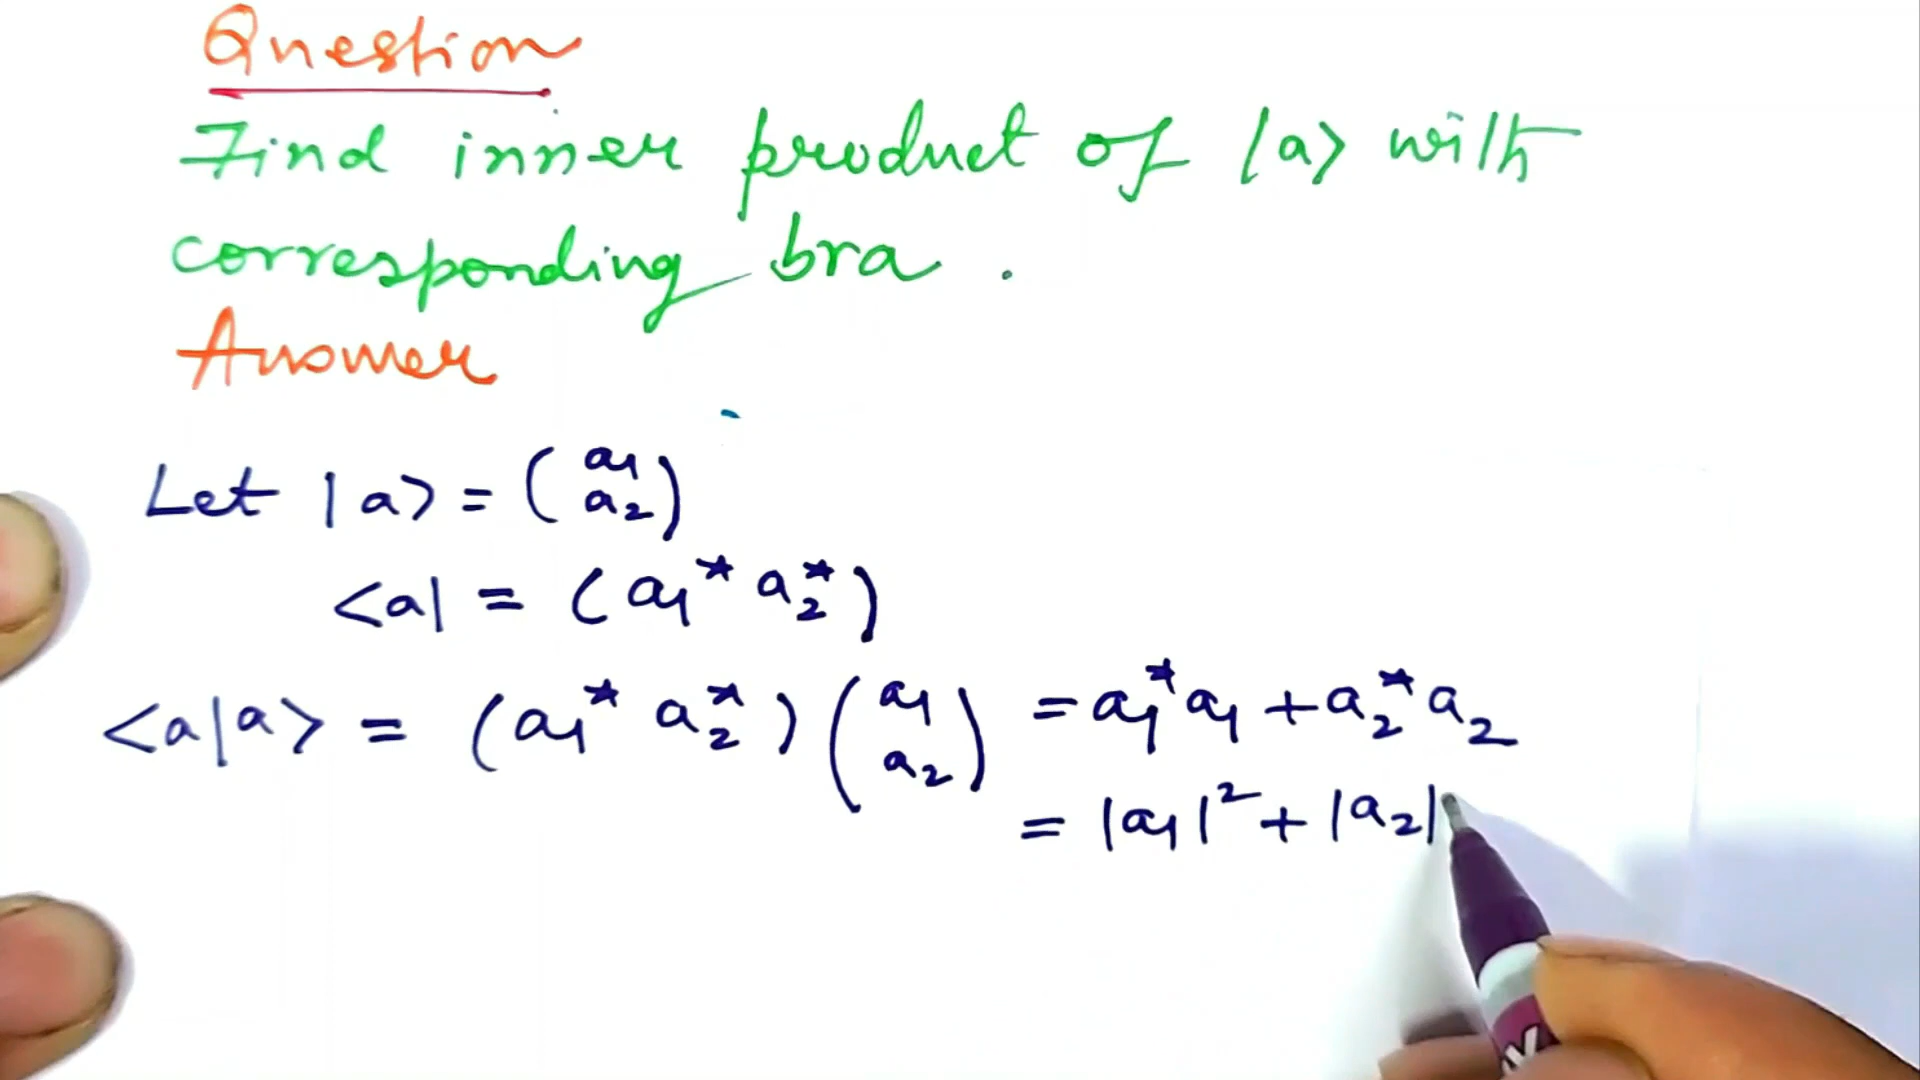 Question
Find inner product of |a> with
corresponding bra .
Answer
Let |a> = (a1 a2)
<a| = (a1* a2*)
<a|a> = (a1* a2*) (a1 a2) = a1*a1 + a2*a2
= |a1|² + |a2|